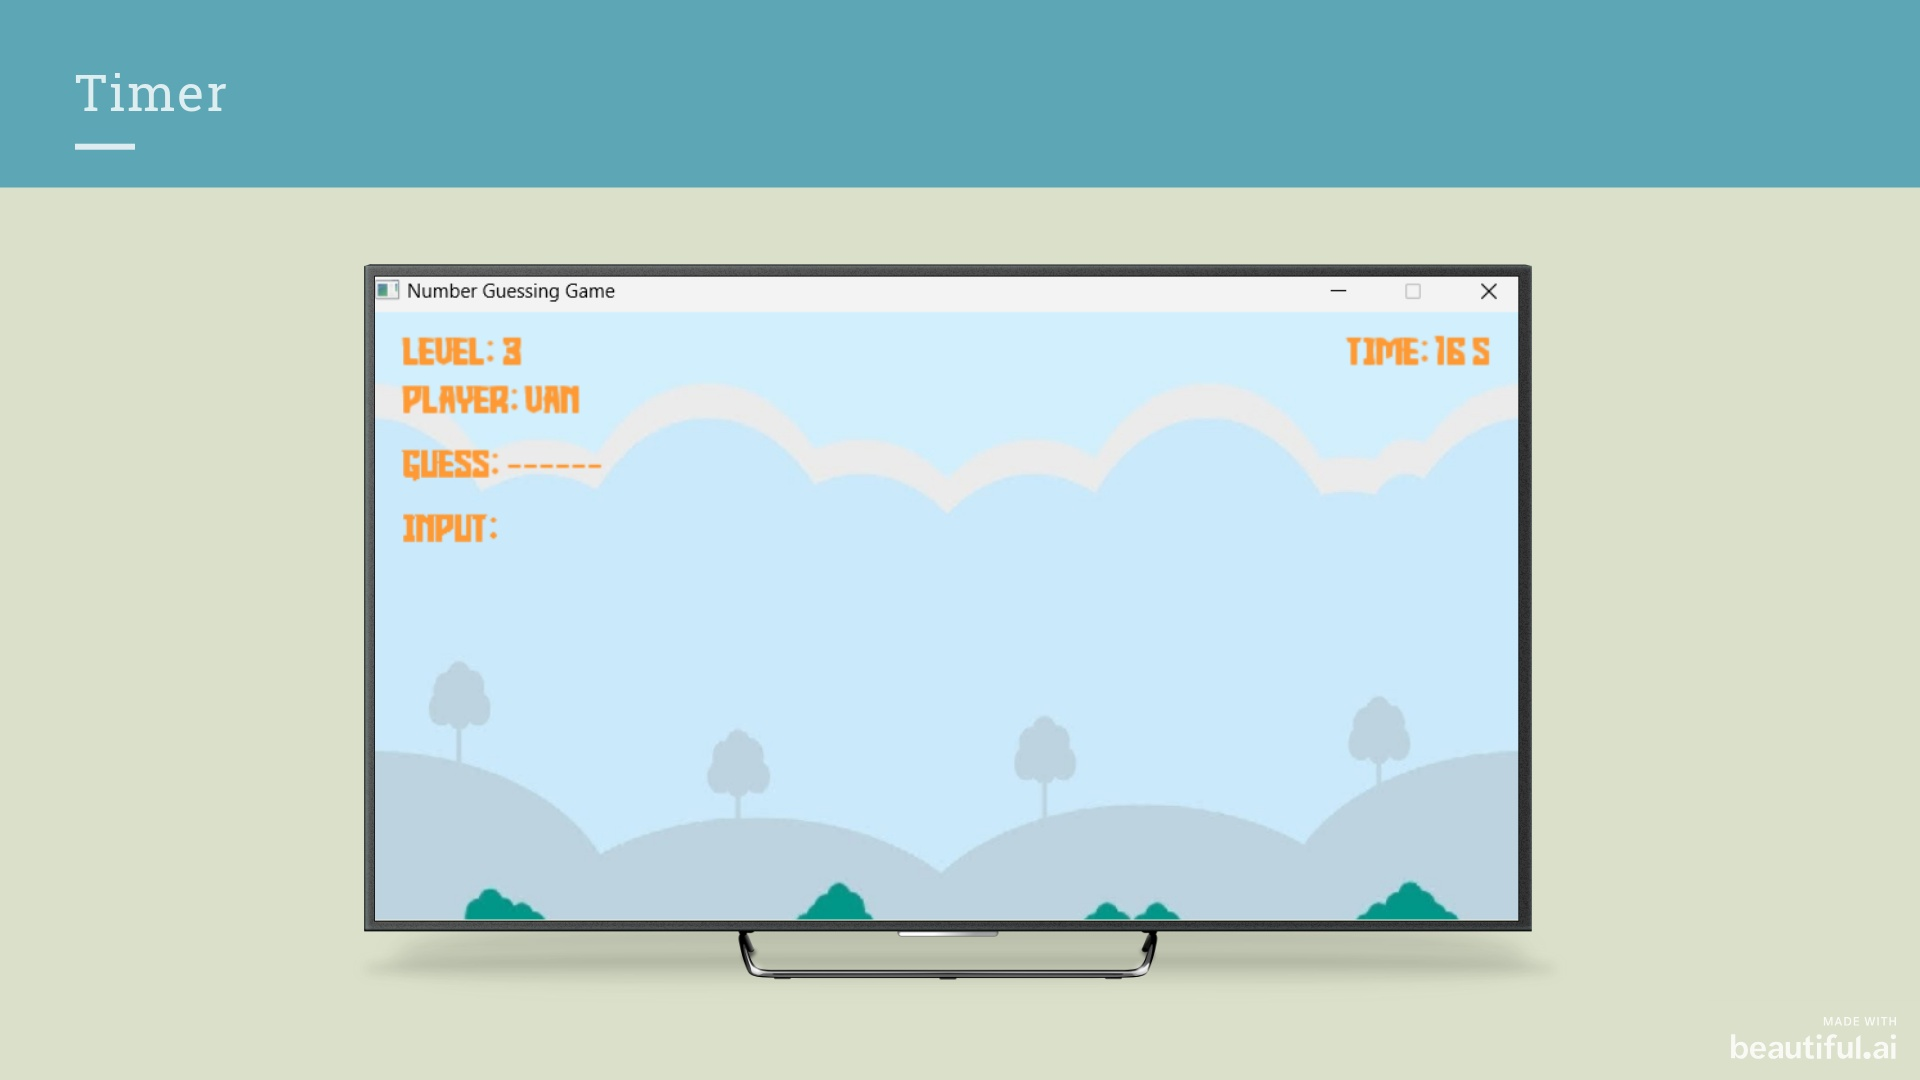 Timer
Number Guessing Game
LEVEL: 3
TIME: 16 S
PLAYER: VAN
GUESS: ------
INPUT:
MADE WITH
beautiful.ai